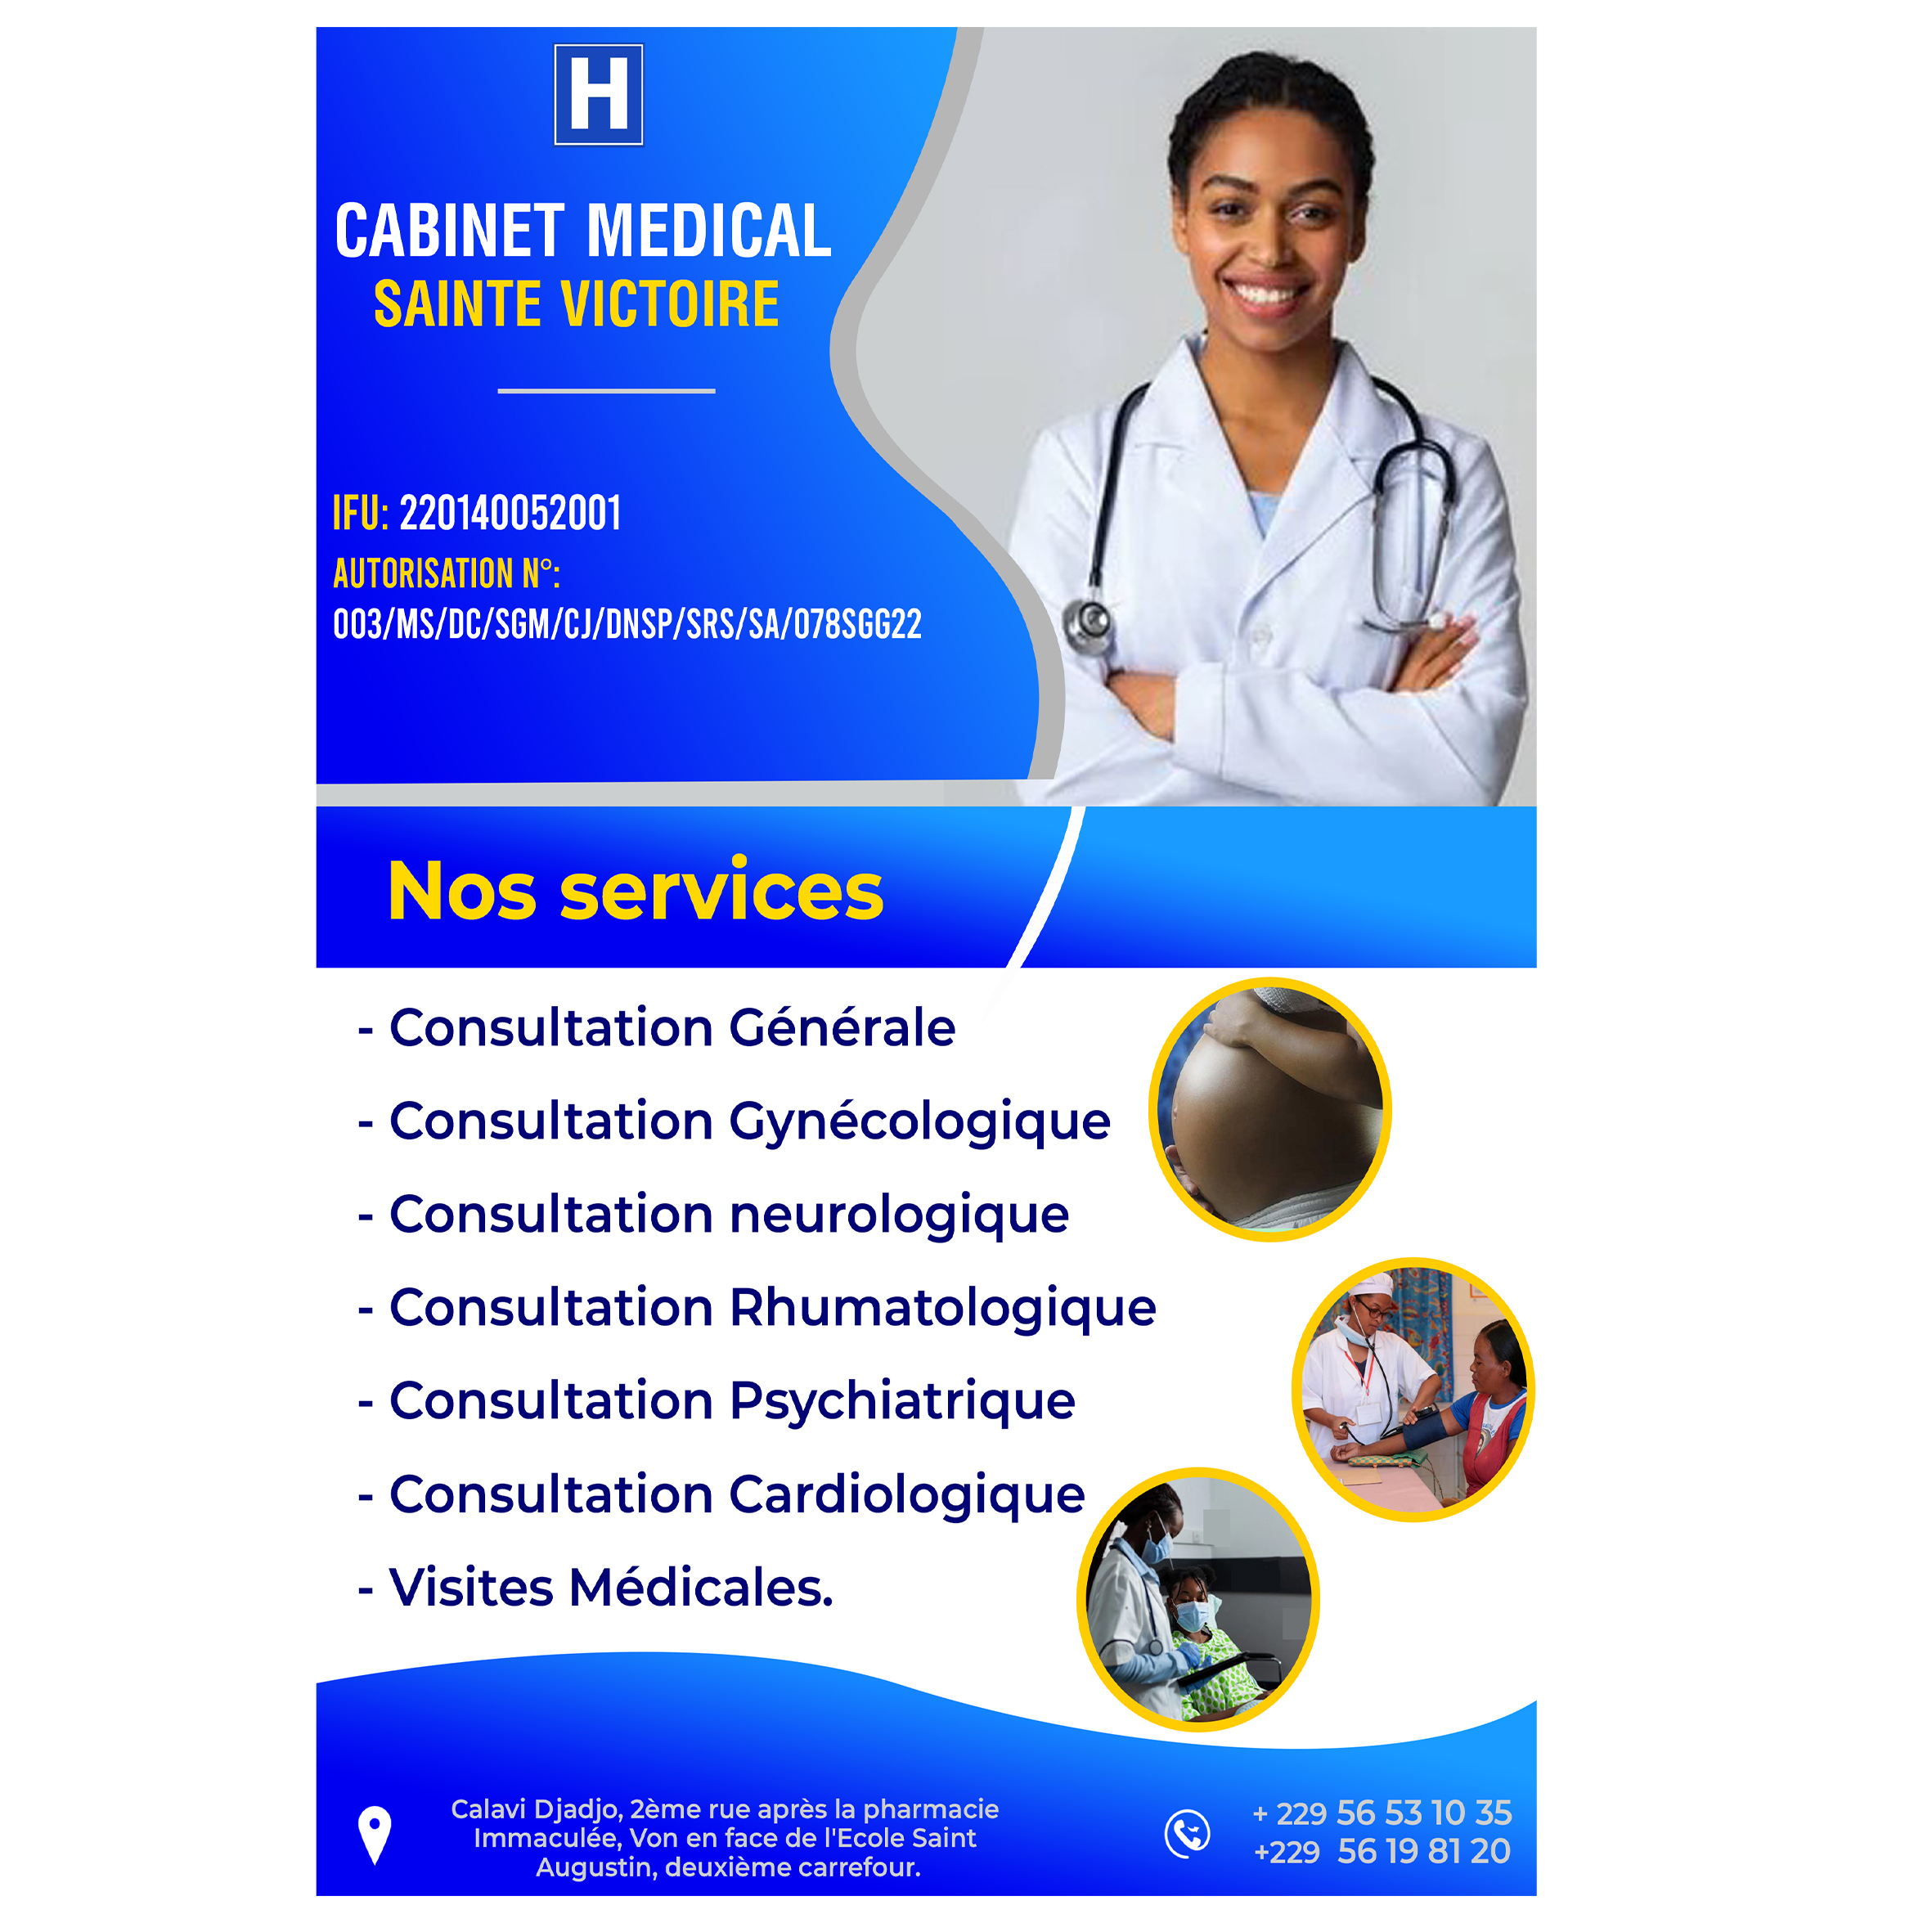 H
CABINET MEDICAL
SAINTE VICTOIRE
IFU: 220140052001
AUTORISATION N°:
003/MS/DC/SGM/CJ/DNSP/SRS/SA/078SGG22
Nos services
- Consultation Générale
- Consultation Gynécologique
- Consultation neurologique
- Consultation Rhumatologique
- Consultation Psychiatrique
- Consultation Cardiologique
- Visites Médicales.
Calavi Djadjo, 2ème rue après la pharmacie
Immaculée, Von en face de l'Ecole Saint
Augustin, deuxième carrefour.
+ 229 56 53 10 35
+229 56 19 81 20